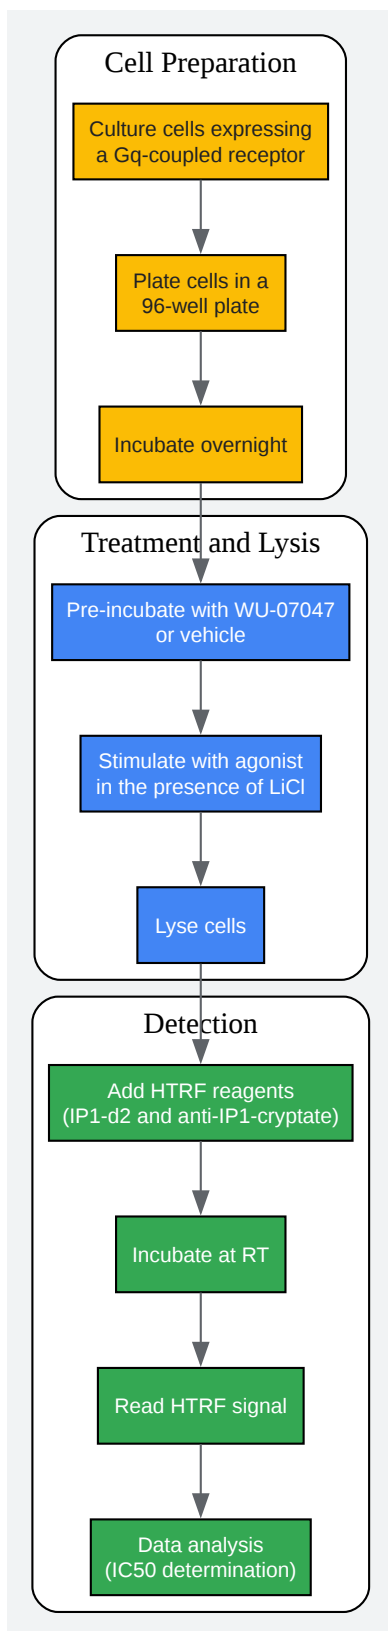 Cell Preparation
Culture cells expressing
a Gq-coupled receptor
Plate cells in a
96-well plate
Incubate overnight
Treatment and Lysis
Pre-incubate with WU-07047
or vehicle
Stimulate with agonist
in the presence of LiCl
Lyse cells
Detection
Add HTRF reagents
(IP1-d2 and anti-IP1-cryptate)
Incubate at RT
Read HTRF signal
Data analysis
(IC50 determination)